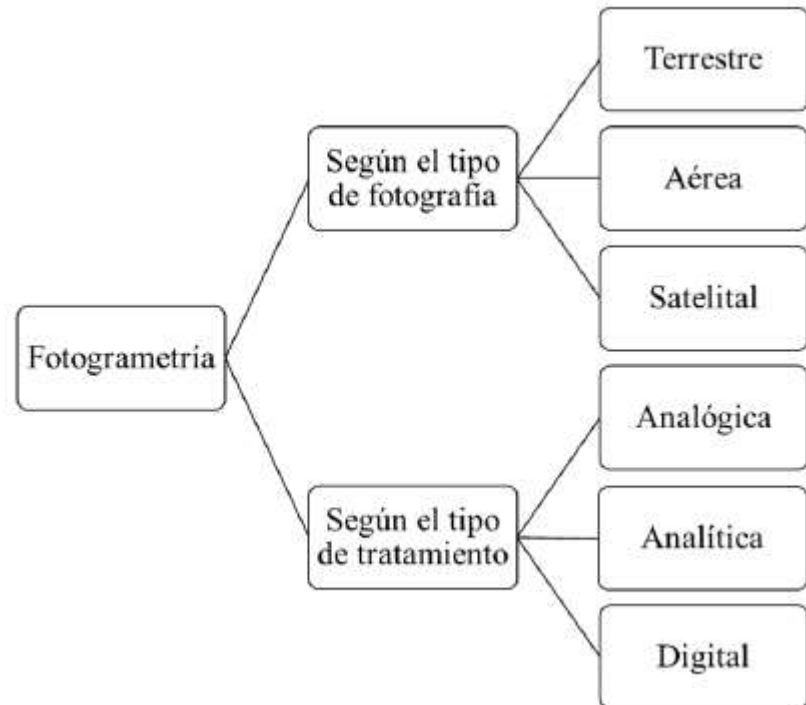 Fotogrametría
Según el tipo
de fotografía
Terrestre
Aérea
Satelital
Según el tipo
de tratamiento
Analógica
Analítica
Digital